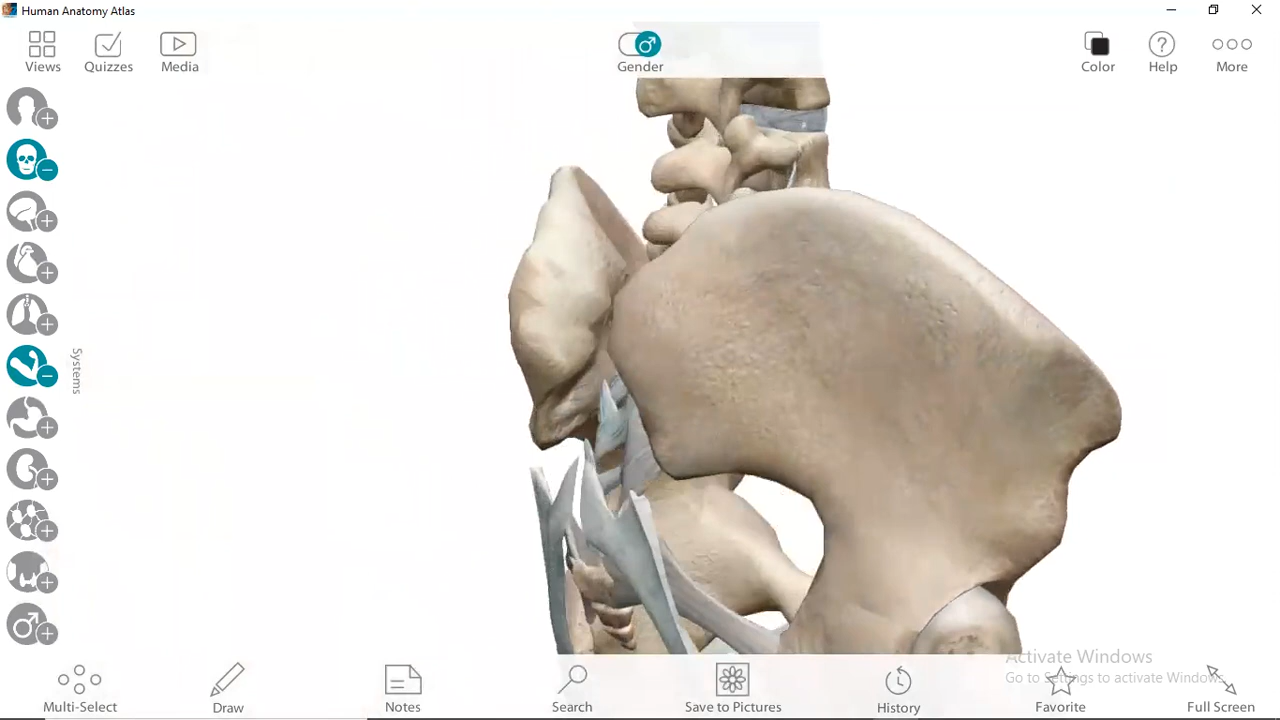 Human Anatomy Atlas
Views
Quizzes
Media
Gender
Color
Help
More
Systems
Activate Windows
Go to Settings to activate Windows.
Multi-Select
Draw
Notes
Search
Save to Pictures
History
Favorite
Full Screen